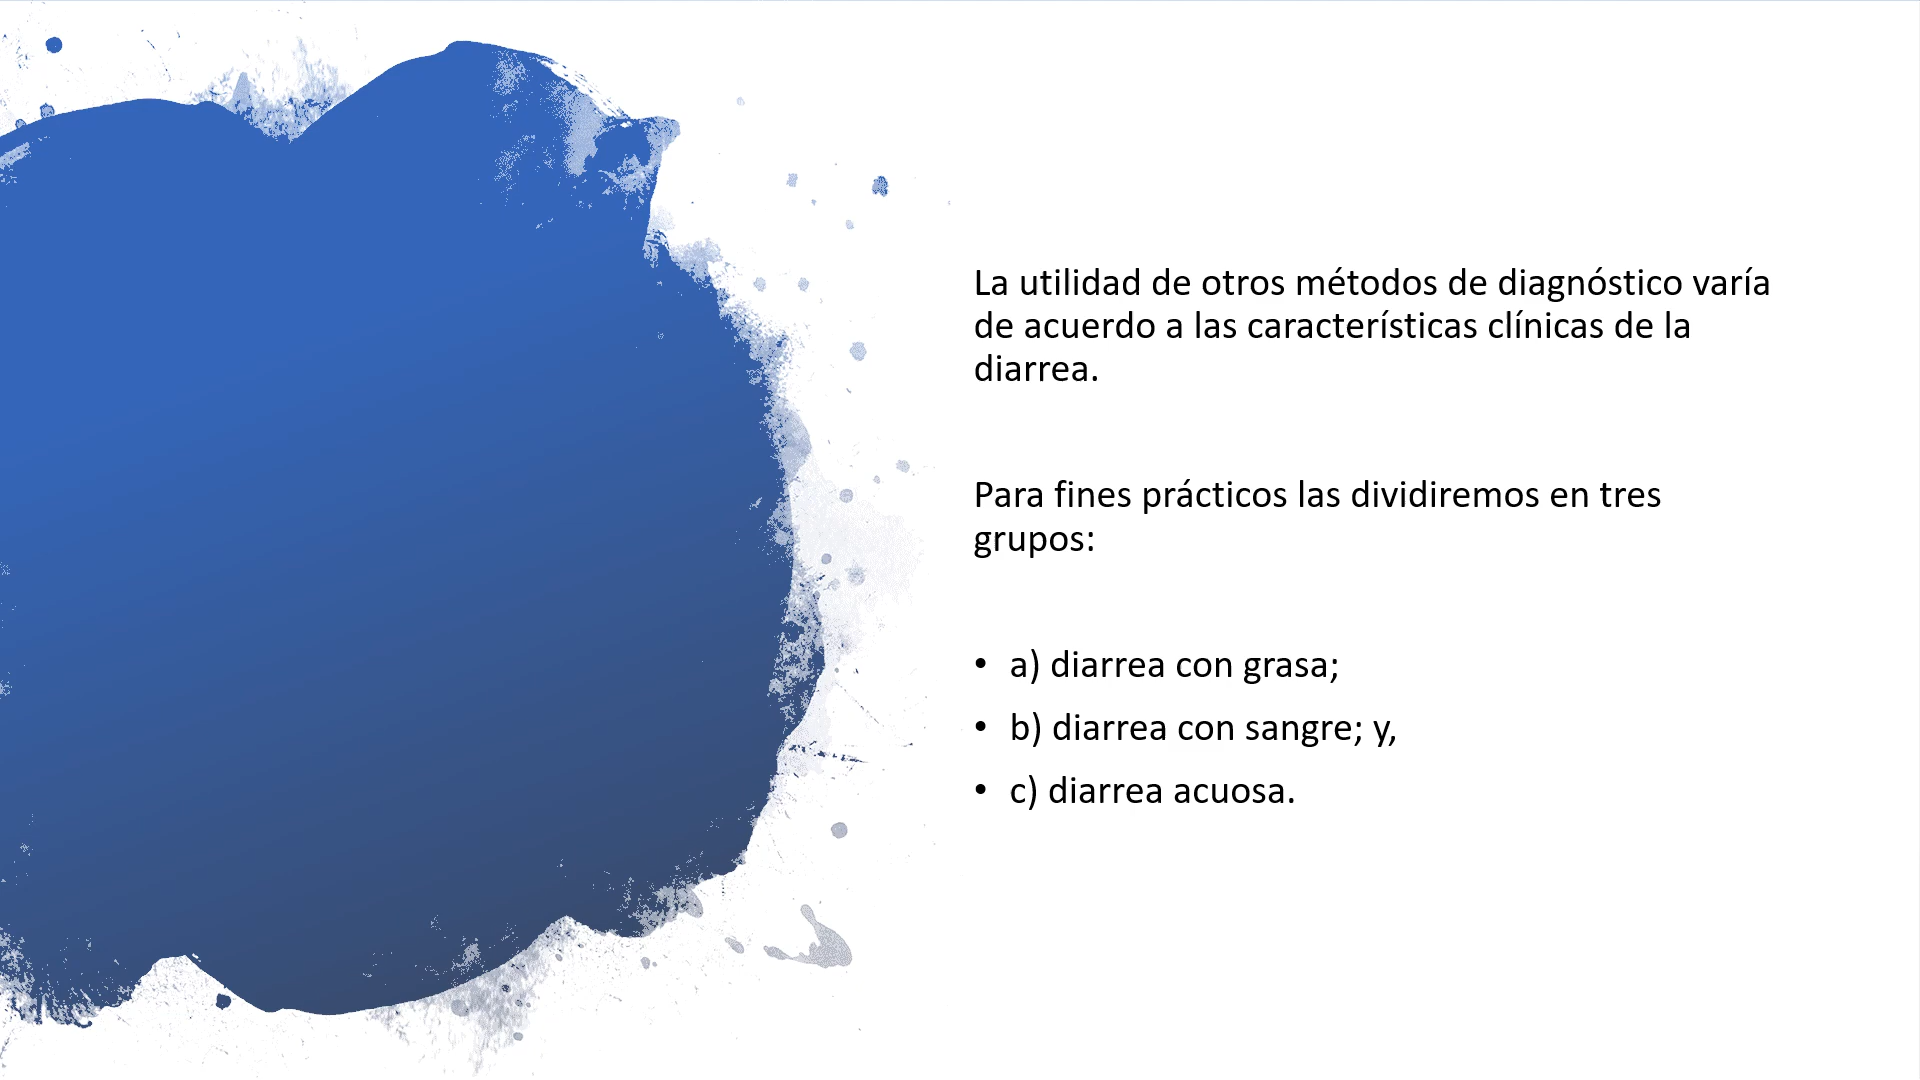 La utilidad de otros métodos de diagnóstico varía
de acuerdo a las características clínicas de la
diarrea.
Para fines prácticos las dividiremos en tres
grupos:
• a) diarrea con grasa;
• b) diarrea con sangre; y,
• c) diarrea acuosa.